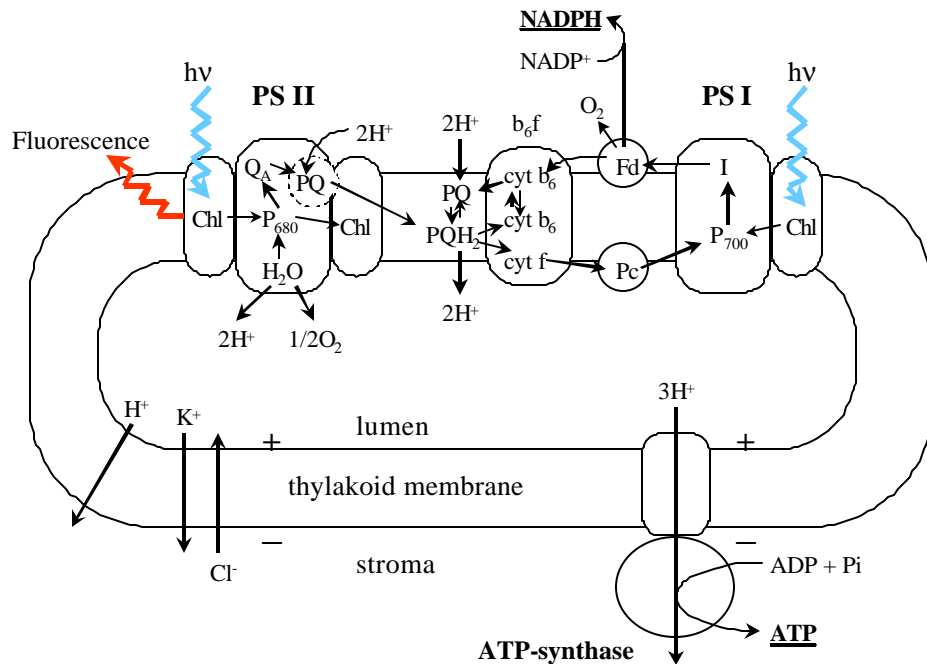 NADPH
NADP⁺
hν
PS II
PS I
hν
O₂
Fluorescence
2H⁺
2H⁺
b₆f
Q_A
PQ
PQ
cyt b₆
Fd
I
Chl
P₆₈₀
Chl
PQH₂
cyt b₆
P₇₀₀
Chl
H₂O
cyt f
Pc
2H⁺
1/2O₂
2H⁺
H⁺
K⁺
3H⁺
+
lumen
+
thylakoid membrane
−
stroma
−
Cl⁻
ADP + Pi
ATP
ATP-synthase